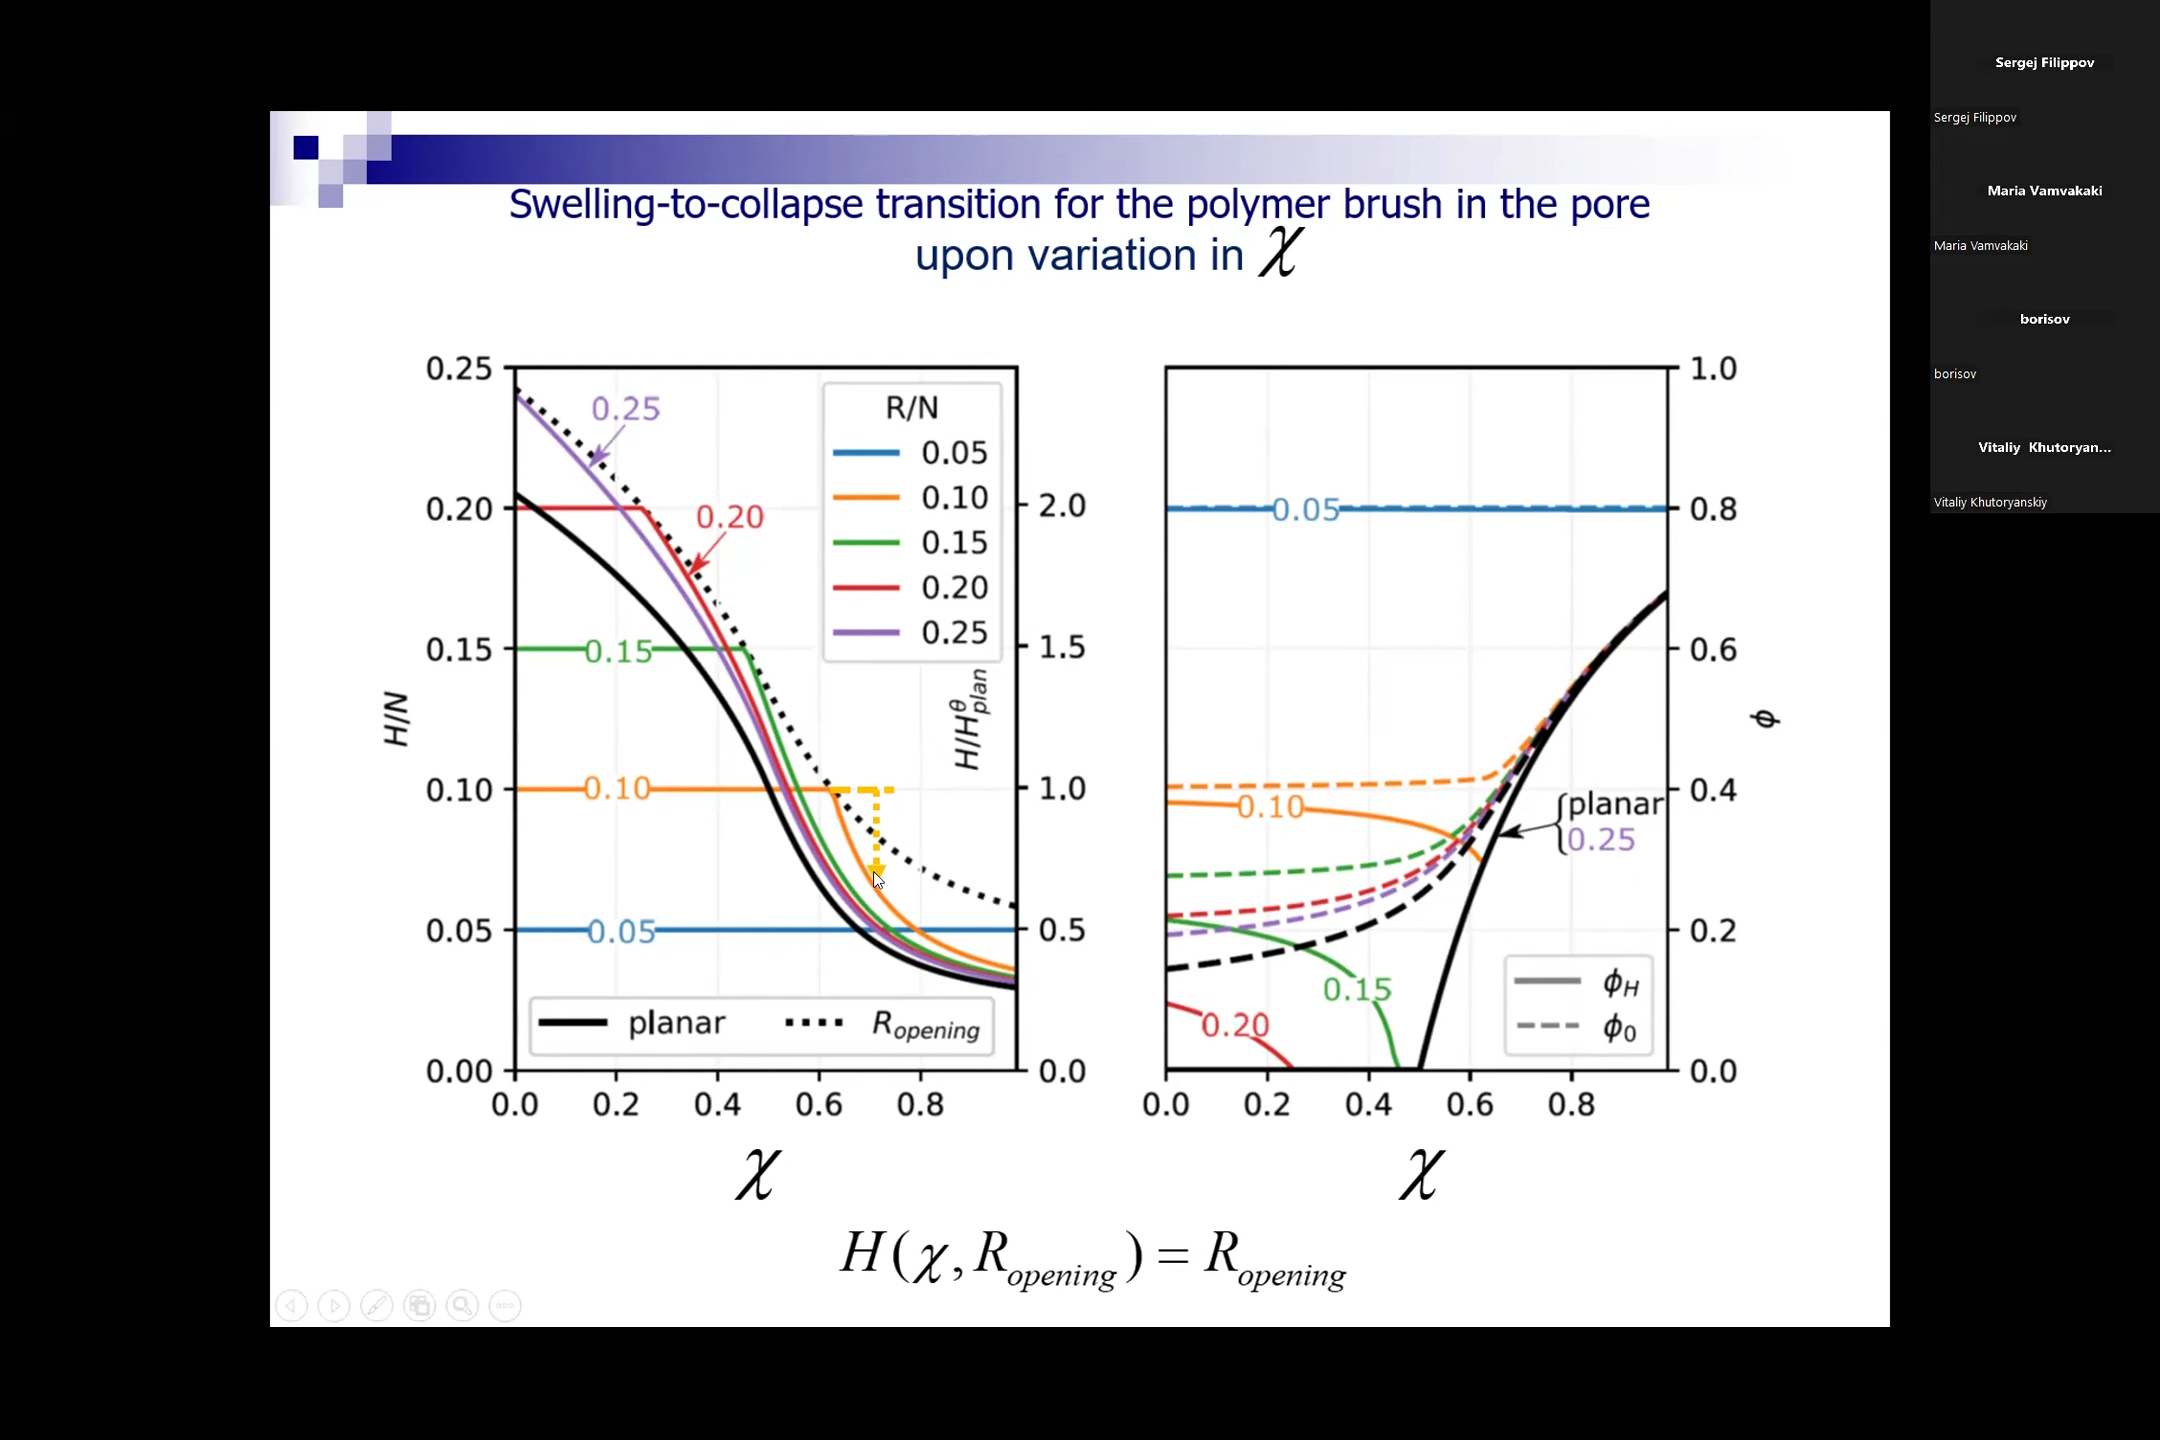 Swelling-to-collapse transition for the polymer brush in the pore
upon variation in χ
0.25
0.20
0.15
0.10
0.05
0.00
H/N
0.0 0.2 0.4 0.6 0.8
χ
0.25
0.20
0.15
0.10
0.05
R/N
0.05
0.10
0.15
0.20
0.25
planar R_opening
2.0
1.5
1.0
0.5
0.0
H/H^θ_plan
0.05
0.10
0.15
0.20
planar
0.25
ϕ_H
ϕ_0
1.0
0.8
0.6
0.4
0.2
0.0
ϕ
0.0 0.2 0.4 0.6 0.8
χ
H(χ, R_opening) = R_opening
Sergej Filippov
Sergej Filippov
Maria Vamvakaki
Maria Vamvakaki
borisov
borisov
Vitaliy Khutoryan...
Vitaliy Khutoryanskiy